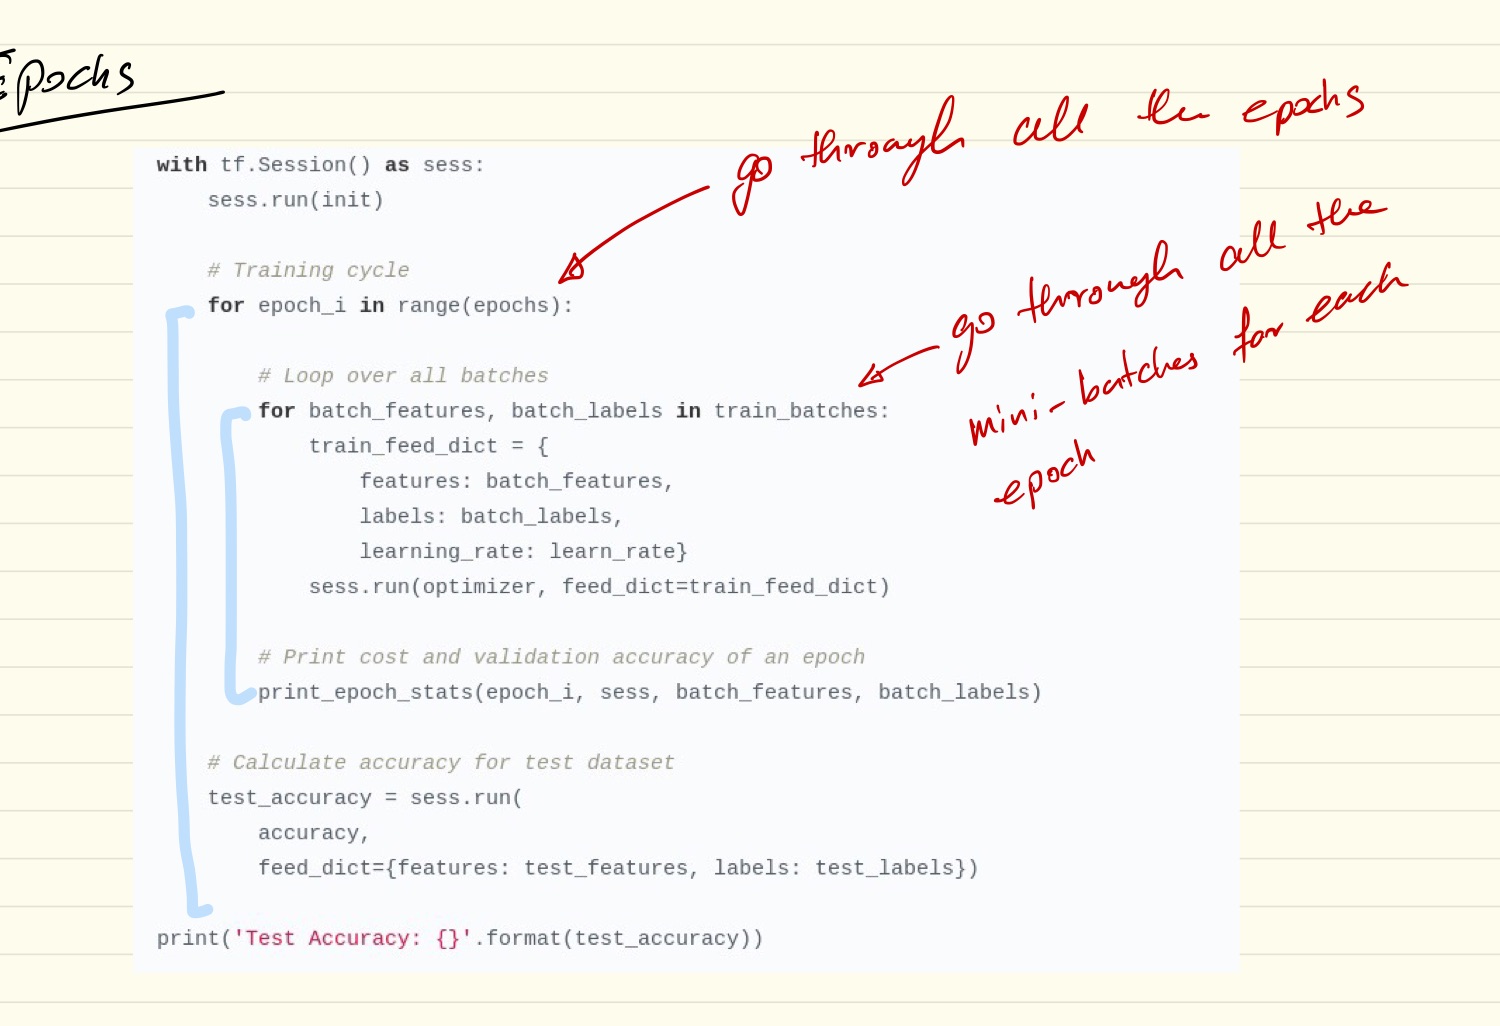 Epochs
go through all the epochs
with tf.Session() as sess:
    sess.run(init)
    # Training cycle
    for epoch_i in range(epochs):
go through all the
mini-batches for each
epoch
        # Loop over all batches
        for batch_features, batch_labels in train_batches:
            train_feed_dict = {
                features: batch_features,
                labels: batch_labels,
                learning_rate: learn_rate}
            sess.run(optimizer, feed_dict=train_feed_dict)
        # Print cost and validation accuracy of an epoch
        print_epoch_stats(epoch_i, sess, batch_features, batch_labels)
    # Calculate accuracy for test dataset
    test_accuracy = sess.run(
        accuracy,
        feed_dict={features: test_features, labels: test_labels})
print('Test Accuracy: {}'.format(test_accuracy))